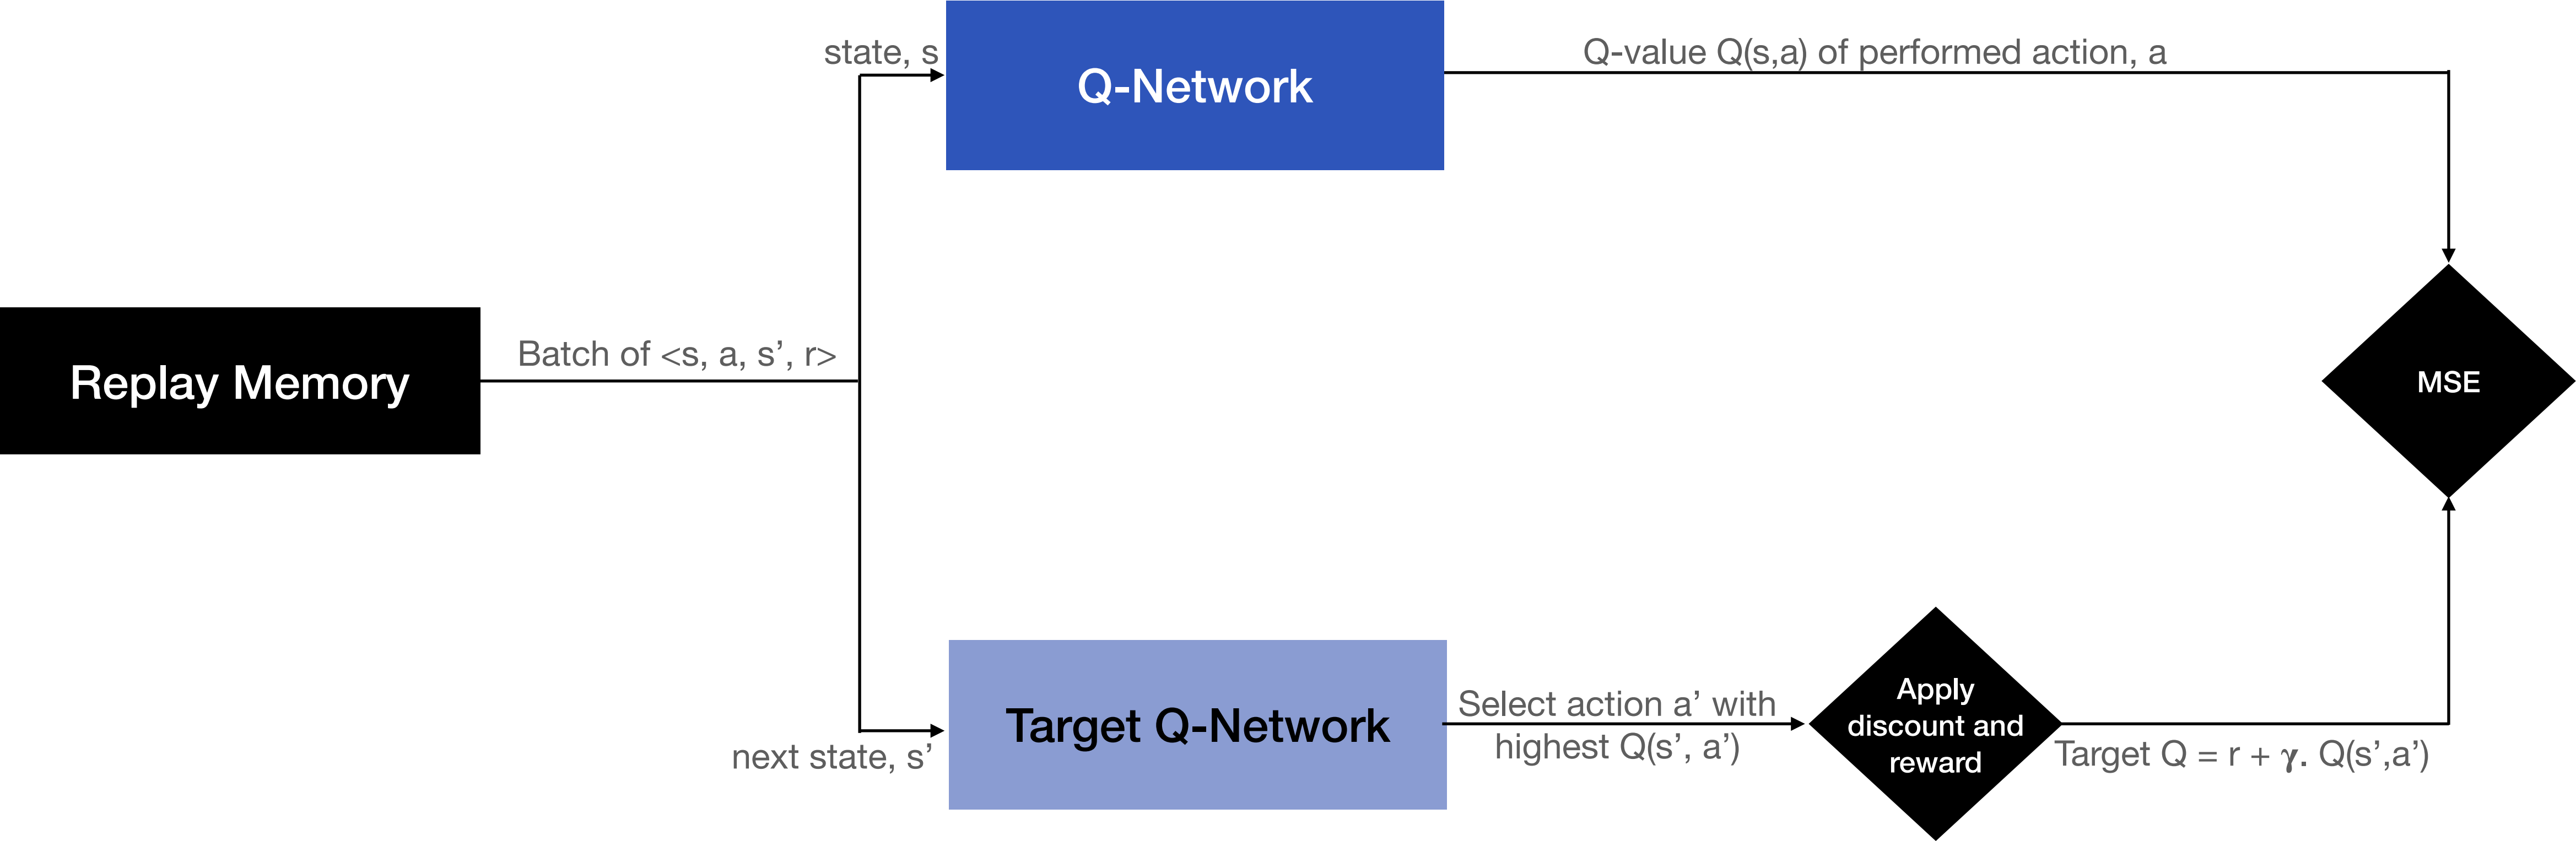 state, s
Q-Network
Q-value Q(s,a) of performed action, a
Replay Memory
Batch of <s, a, s’, r>
MSE
next state, s’
Target Q-Network
Select action a’ with
highest Q(s’, a’)
Apply
discount and
reward
Target Q = r + γ. Q(s’,a’)